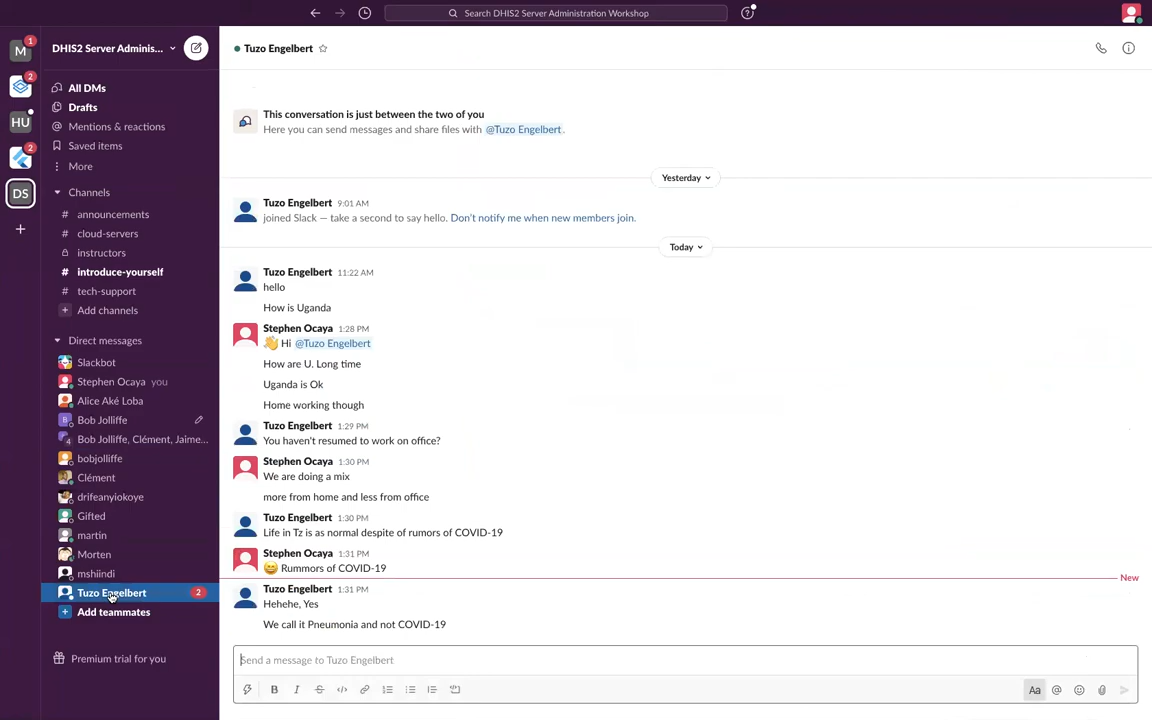 Search DHIS2 Server Administration Workshop
M
1
2
HU
2
DS
DHIS2 Server Adminis...
All DMs
Drafts
Mentions & reactions
Saved items
More
Channels
# announcements
# cloud-servers
instructors
# introduce-yourself
# tech-support
+ Add channels
Direct messages
Slackbot
Stephen Ocaya you
Alice Aké Loba
B
Bob Jolliffe
4
Bob Jolliffe, Clément, Jaime...
bobjolliffe
Clément
drifeanyiokoye
Gifted
martin
Morten
mshiindi
Tuzo Engelbert 2
+ Add teammates
Premium trial for you
Tuzo Engelbert
This conversation is just between the two of you
Here you can send messages and share files with @Tuzo Engelbert.
Yesterday
Tuzo Engelbert 9:01 AM
joined Slack — take a second to say hello. Don't notify me when new members join.
Today
Tuzo Engelbert 11:22 AM
hello
How is Uganda
Stephen Ocaya 1:28 PM
👋 Hi @Tuzo Engelbert
How are U. Long time
Uganda is Ok
Home working though
Tuzo Engelbert 1:29 PM
You haven't resumed to work on office?
Stephen Ocaya 1:30 PM
We are doing a mix
more from home and less from office
Tuzo Engelbert 1:30 PM
Life in Tz is as normal despite of rumors of COVID-19
Stephen Ocaya 1:31 PM
😄 Rummors of COVID-19
New
Tuzo Engelbert 1:31 PM
Hehehe, Yes
We call it Pneumonia and not COVID-19
Send a message to Tuzo Engelbert
B I S </> Aa @